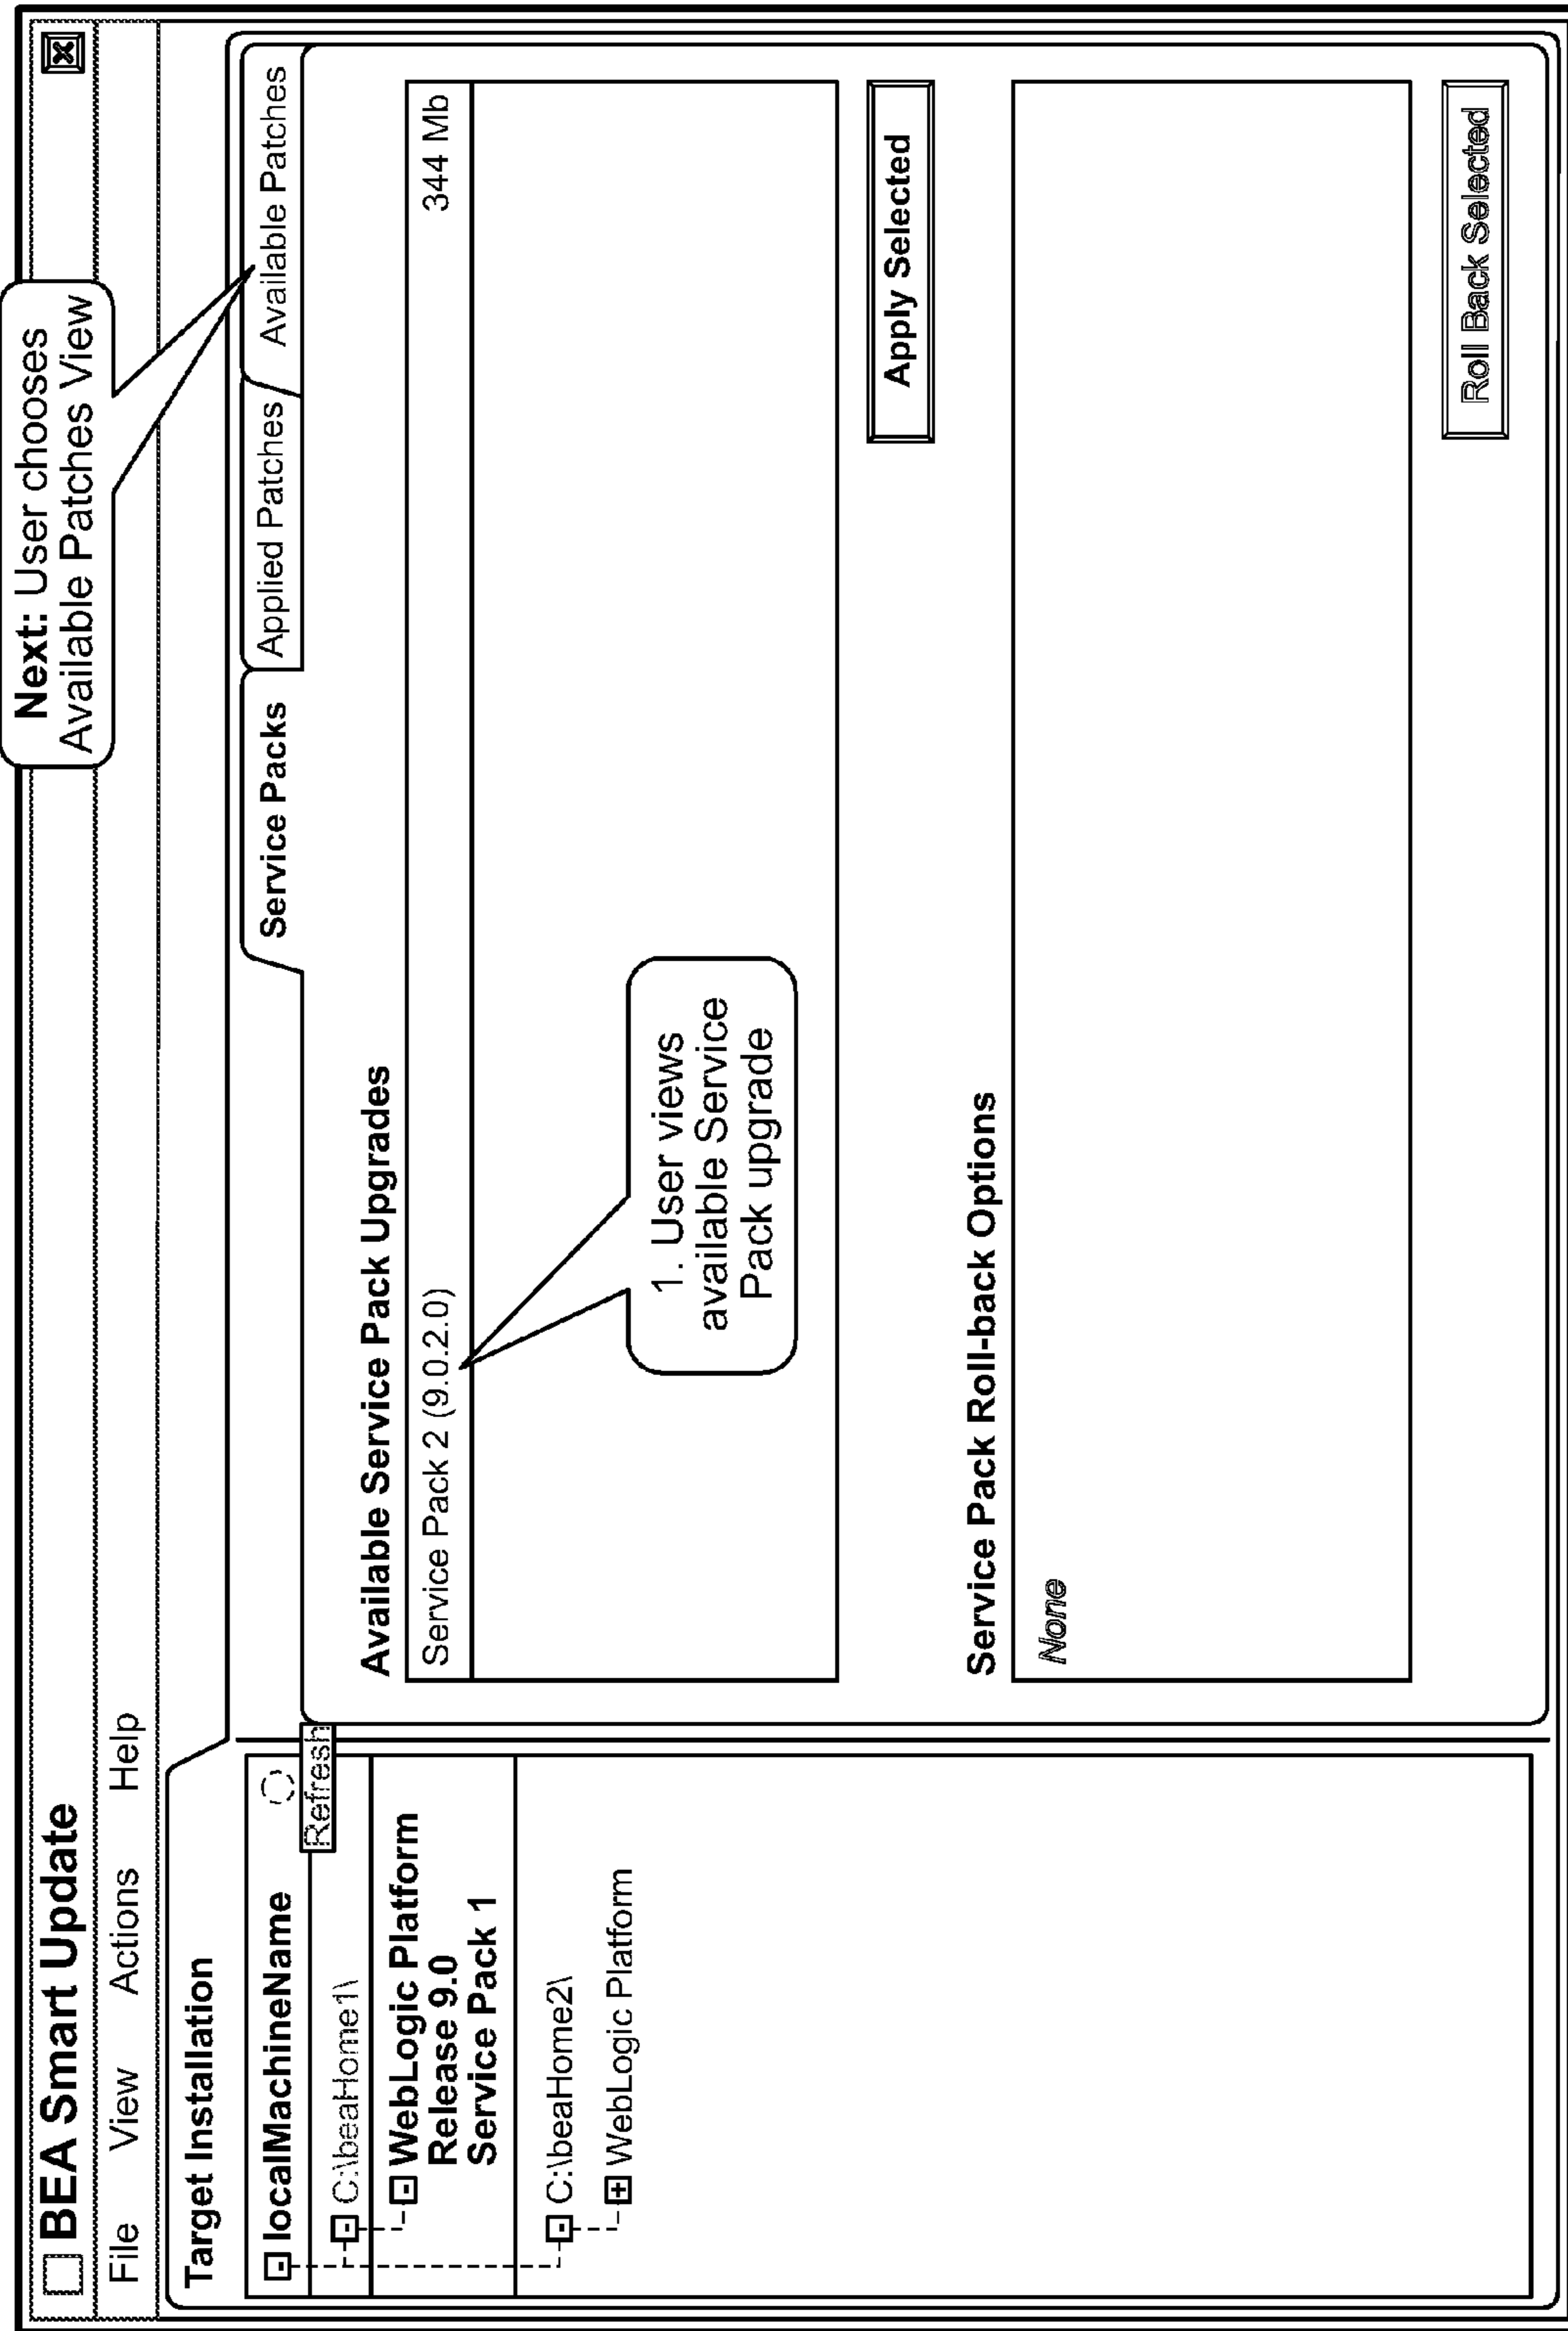 Next: User chooses
Available Patches View
BEA Smart Update
File View Actions Help
Target Installation
localMachineName
Refresh
C:\beaHome1\
WebLogic Platform
Release 9.0
Service Pack 1
C:\beaHome2\
WebLogic Platform
Service Packs
Applied Patches
Available Patches
Available Service Pack Upgrades
Service Pack 2 (9.0.2.0) 344 Mb
1. User views
available Service
Pack upgrade
Apply Selected
Service Pack Roll-back Options
None
Roll Back Selected